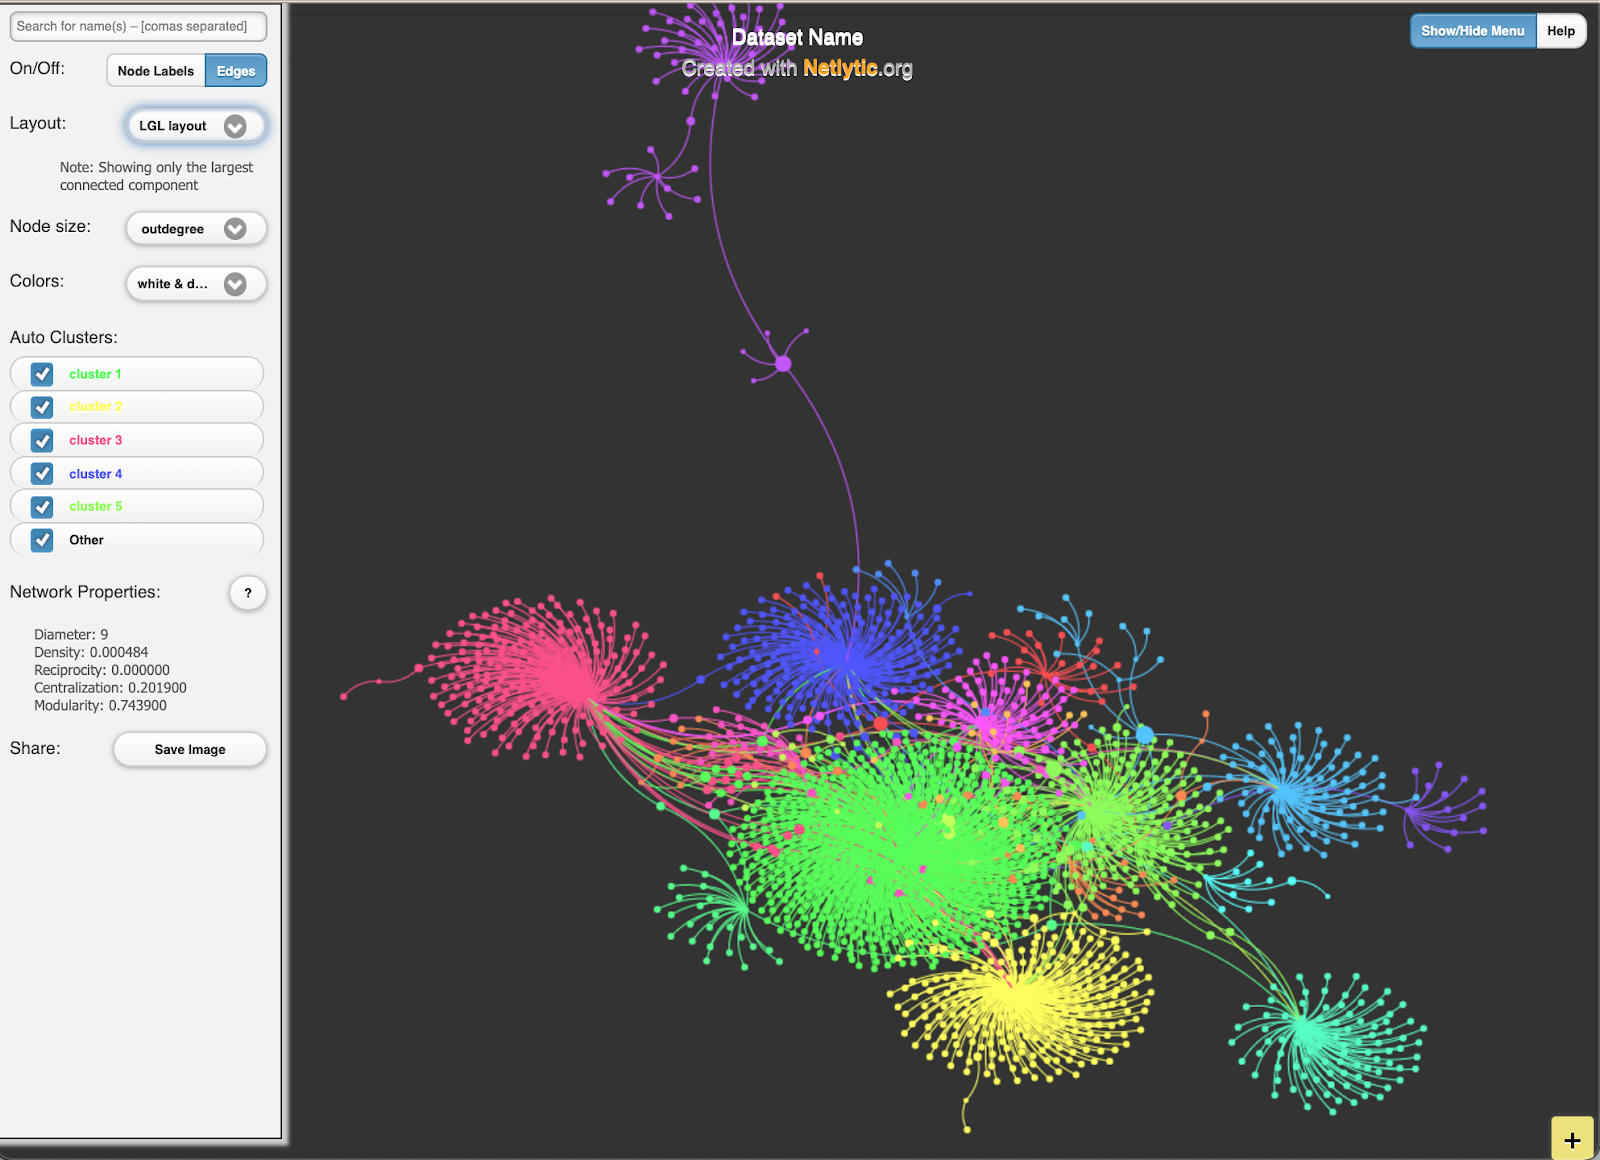 Search for name(s) – [comas separated]
On/Off:
Node Labels
Edges
Layout:
LGL layout
Note: Showing only the largest
connected component
Node size:
outdegree
Colors:
white & d...
Auto Clusters:
cluster 1
cluster 2
cluster 3
cluster 4
cluster 5
Other
Network Properties:
?
Diameter: 9
Density: 0.000484
Reciprocity: 0.000000
Centralization: 0.201900
Modularity: 0.743900
Share:
Save Image
Dataset Name
Created with Netlytic.org
Show/Hide Menu
Help
+